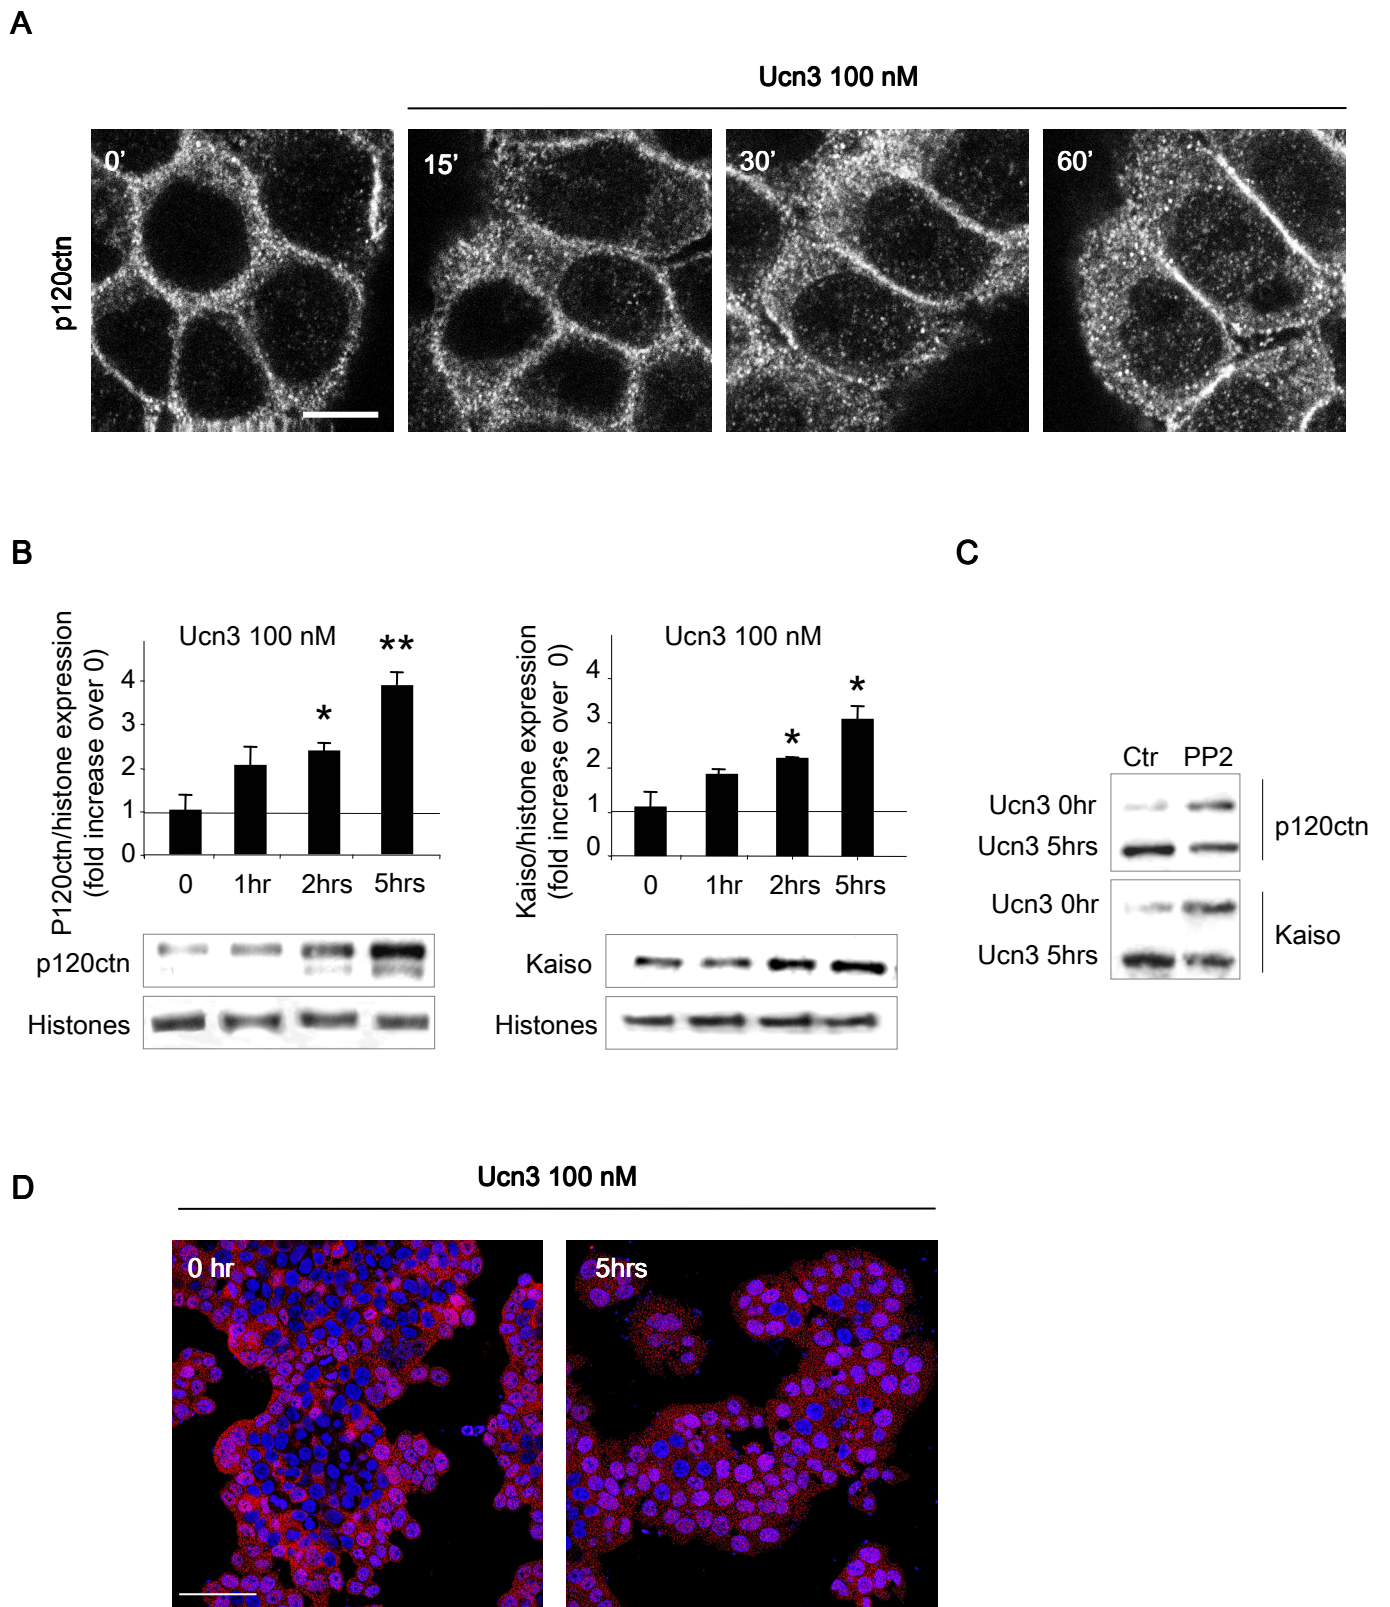 A
Ucn3 100 nM
0’
15’
30’
60’
p120ctn
B
C
P120ctn/histone expression
(fold increase over 0)
Ucn3 100 nM
**
*
4
3
2
1
0
0
1hr
2hrs
5hrs
p120ctn
Histones
Kaiso/histone expression
(fold increase over 0)
Ucn3 100 nM
*
*
4
3
2
1
0
0
1hr
2hrs
5hrs
Kaiso
Histones
Ctr PP2
Ucn3 0hr
Ucn3 5hrs
p120ctn
Ucn3 0hr
Ucn3 5hrs
Kaiso
D
Ucn3 100 nM
0 hr
5hrs